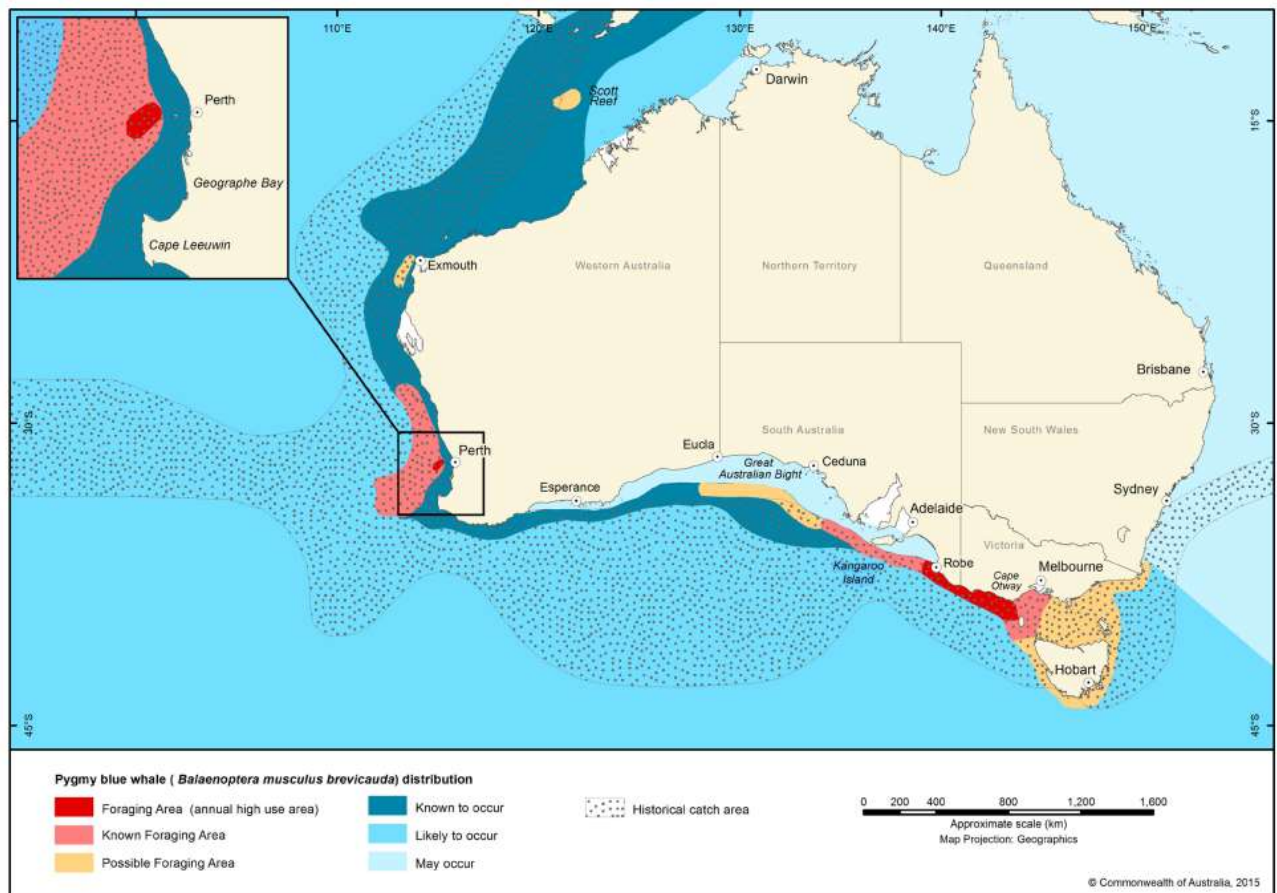 110°E
120°E
130°E
140°E
150°E
15°S
15°S
30°S
30°S
45°S
45°S
Perth
Geographe Bay
Cape Leeuwin
Scott
Reef
Darwin
Exmouth
Western Australia
Northern Territory
Queensland
Brisbane
South Australia
New South Wales
Eucla
Great
Australian Bight
Ceduna
Perth
Esperance
Sydney
Adelaide
Victoria
Kangaroo
Island
Robe
Cape
Otway
Melbourne
Hobart
Pygmy blue whale ( Balaenoptera musculus brevicauda) distribution
Foraging Area (annual high use area)
Known Foraging Area
Possible Foraging Area
Known to occur
Likely to occur
May occur
Historical catch area
0 200 400 800 1,200 1,600
Approximate scale (km)
Map Projection: Geographics
© Commonwealth of Australia, 2015